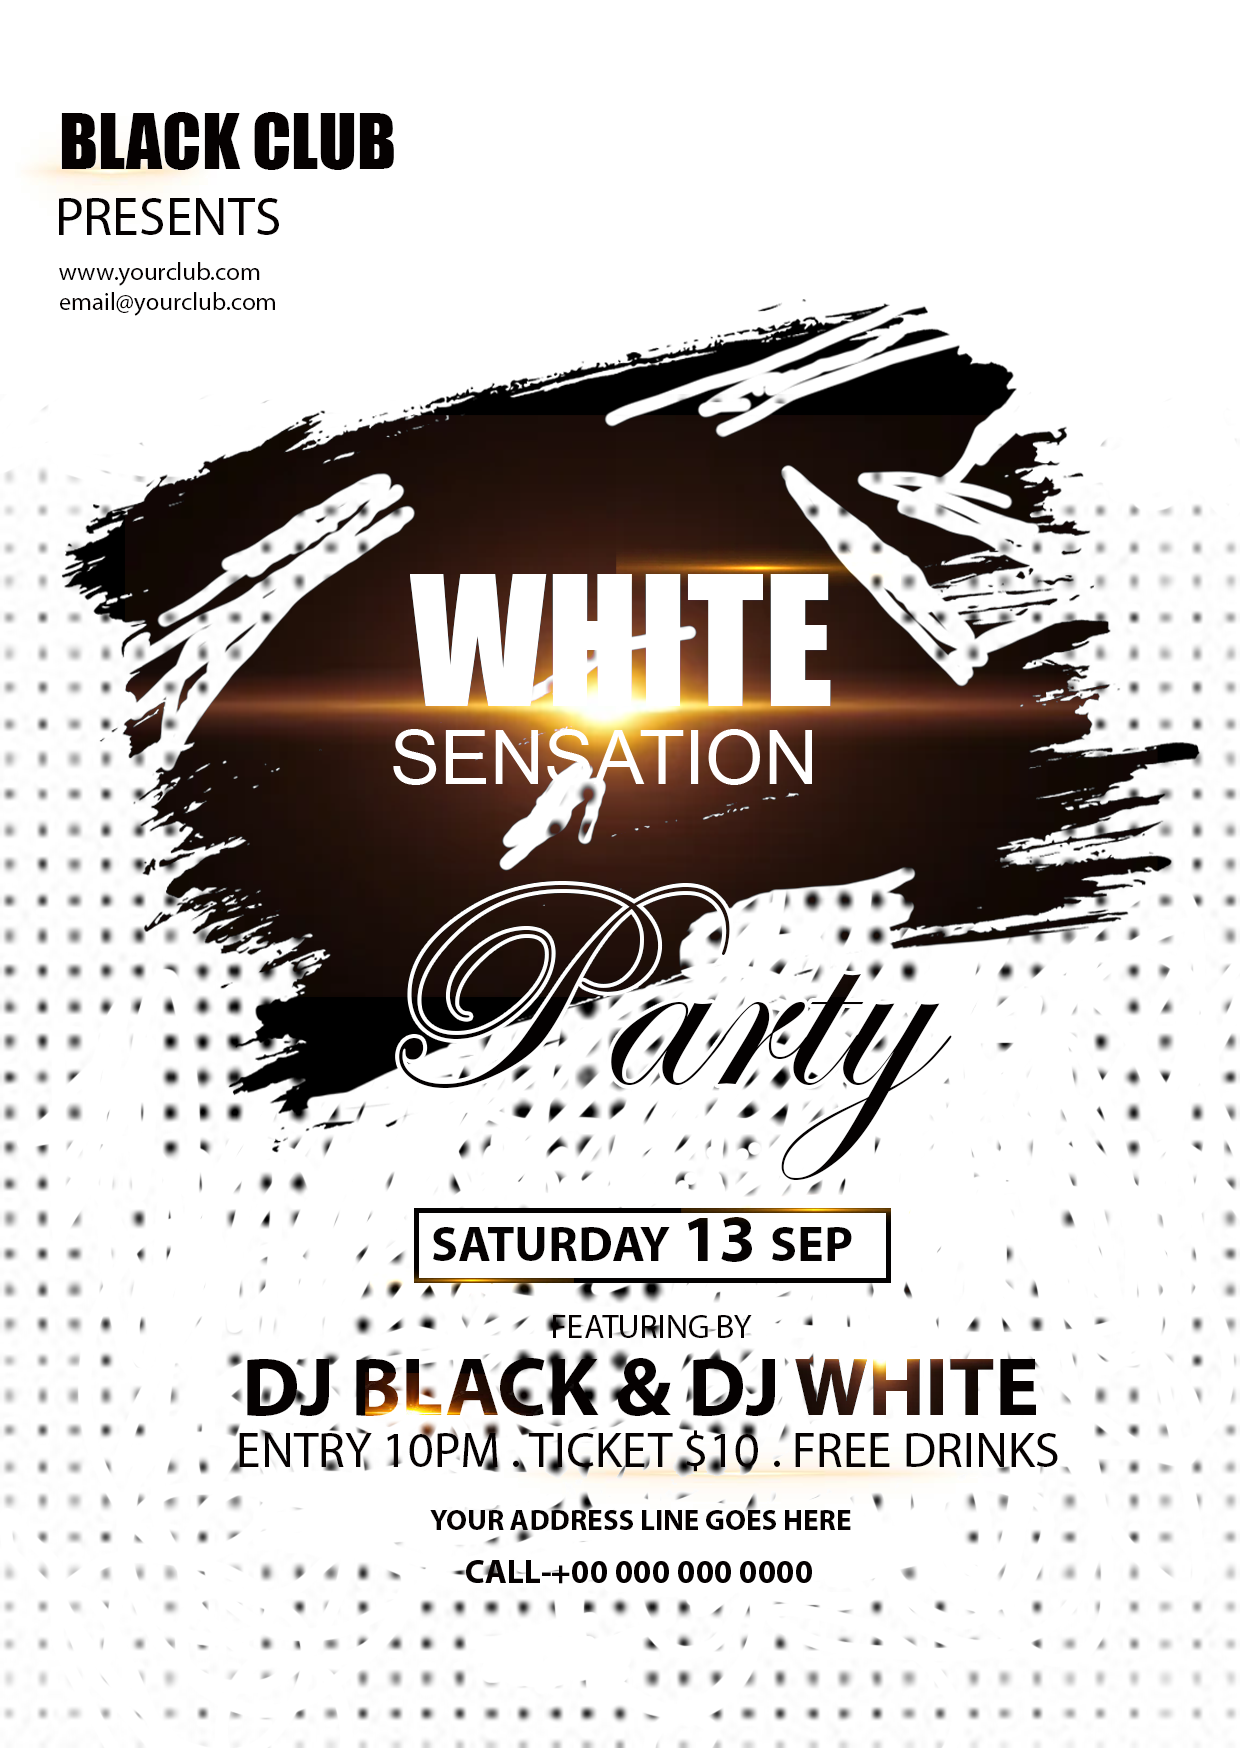 BLACK CLUB
PRESENTS
www.yourclub.com
email@yourclub.com
WHITE
SENSATION
Party
SATURDAY 13 SEP
FEATURING BY
DJ BLACK & DJ WHITE
ENTRY 10PM . TICKET $10 . FREE DRINKS
YOUR ADDRESS LINE GOES HERE
CALL-+00 000 000 0000